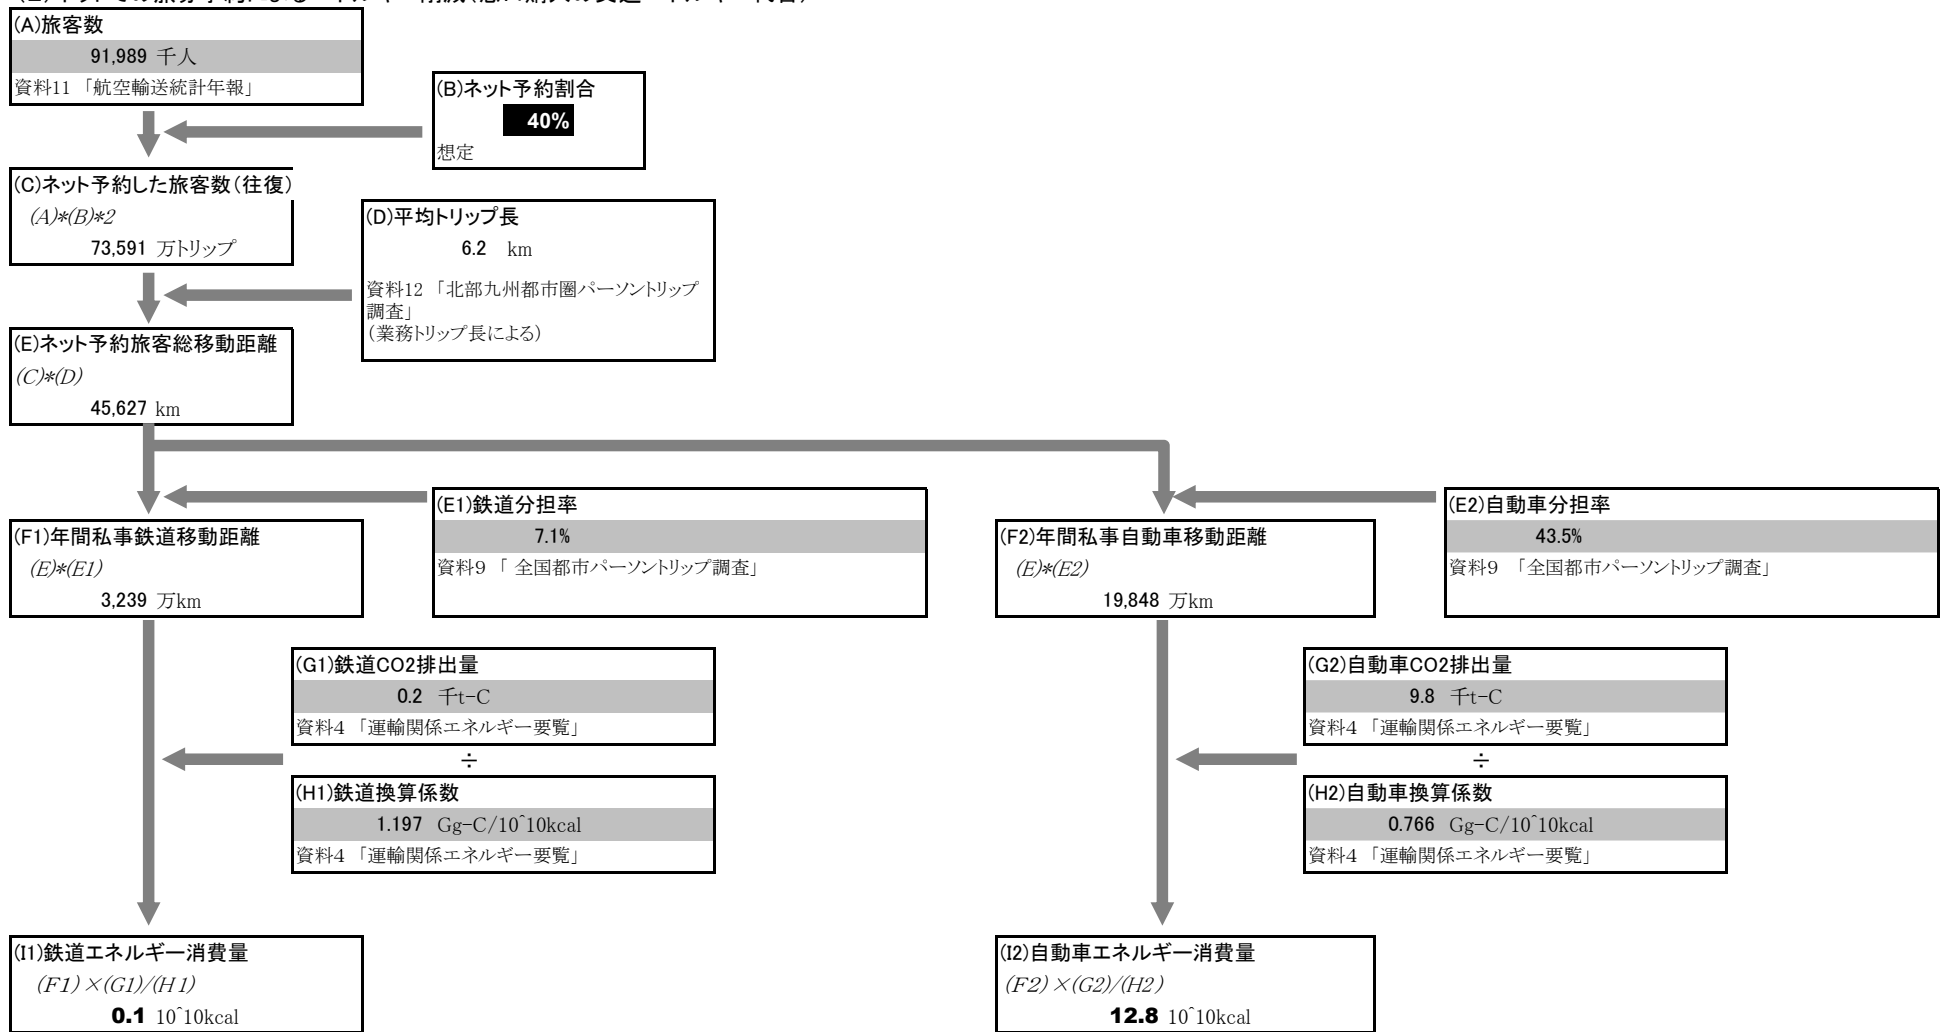 (A)旅客数
91,989 千人
資料11 「航空輸送統計年報」
(B)ネット予約割合
40%
想定
(C)ネット予約した旅客数(往復)
(A)*(B)*2
73,591 万トリップ
(D)平均トリップ長
6.2 km
資料12 「北部九州都市圏パーソントリップ
調査」
(業務トリップ長による)
(E)ネット予約旅客総移動距離
(C)*(D)
45,627 km
(E1)鉄道分担率
7.1%
資料9 「 全国都市パーソントリップ調査」
(E2)自動車分担率
43.5%
資料9 「全国都市パーソントリップ調査」
(F1)年間私事鉄道移動距離
(E)*(E1)
3,239 万km
(F2)年間私事自動車移動距離
(E)*(E2)
19,848 万km
(G1)鉄道CO2排出量
0.2 千t-C
資料4 「運輸関係エネルギー要覧」
÷
(H1)鉄道換算係数
1.197 Gg-C/10^10kcal
資料4 「運輸関係エネルギー要覧」
(G2)自動車CO2排出量
9.8 千t-C
資料4 「運輸関係エネルギー要覧」
÷
(H2)自動車換算係数
0.766 Gg-C/10^10kcal
資料4 「運輸関係エネルギー要覧」
(I1)鉄道エネルギー消費量
(F1)×(G1)/(H1)
0.1 10^10kcal
(I2)自動車エネルギー消費量
(F2)×(G2)/(H2)
12.8 10^10kcal